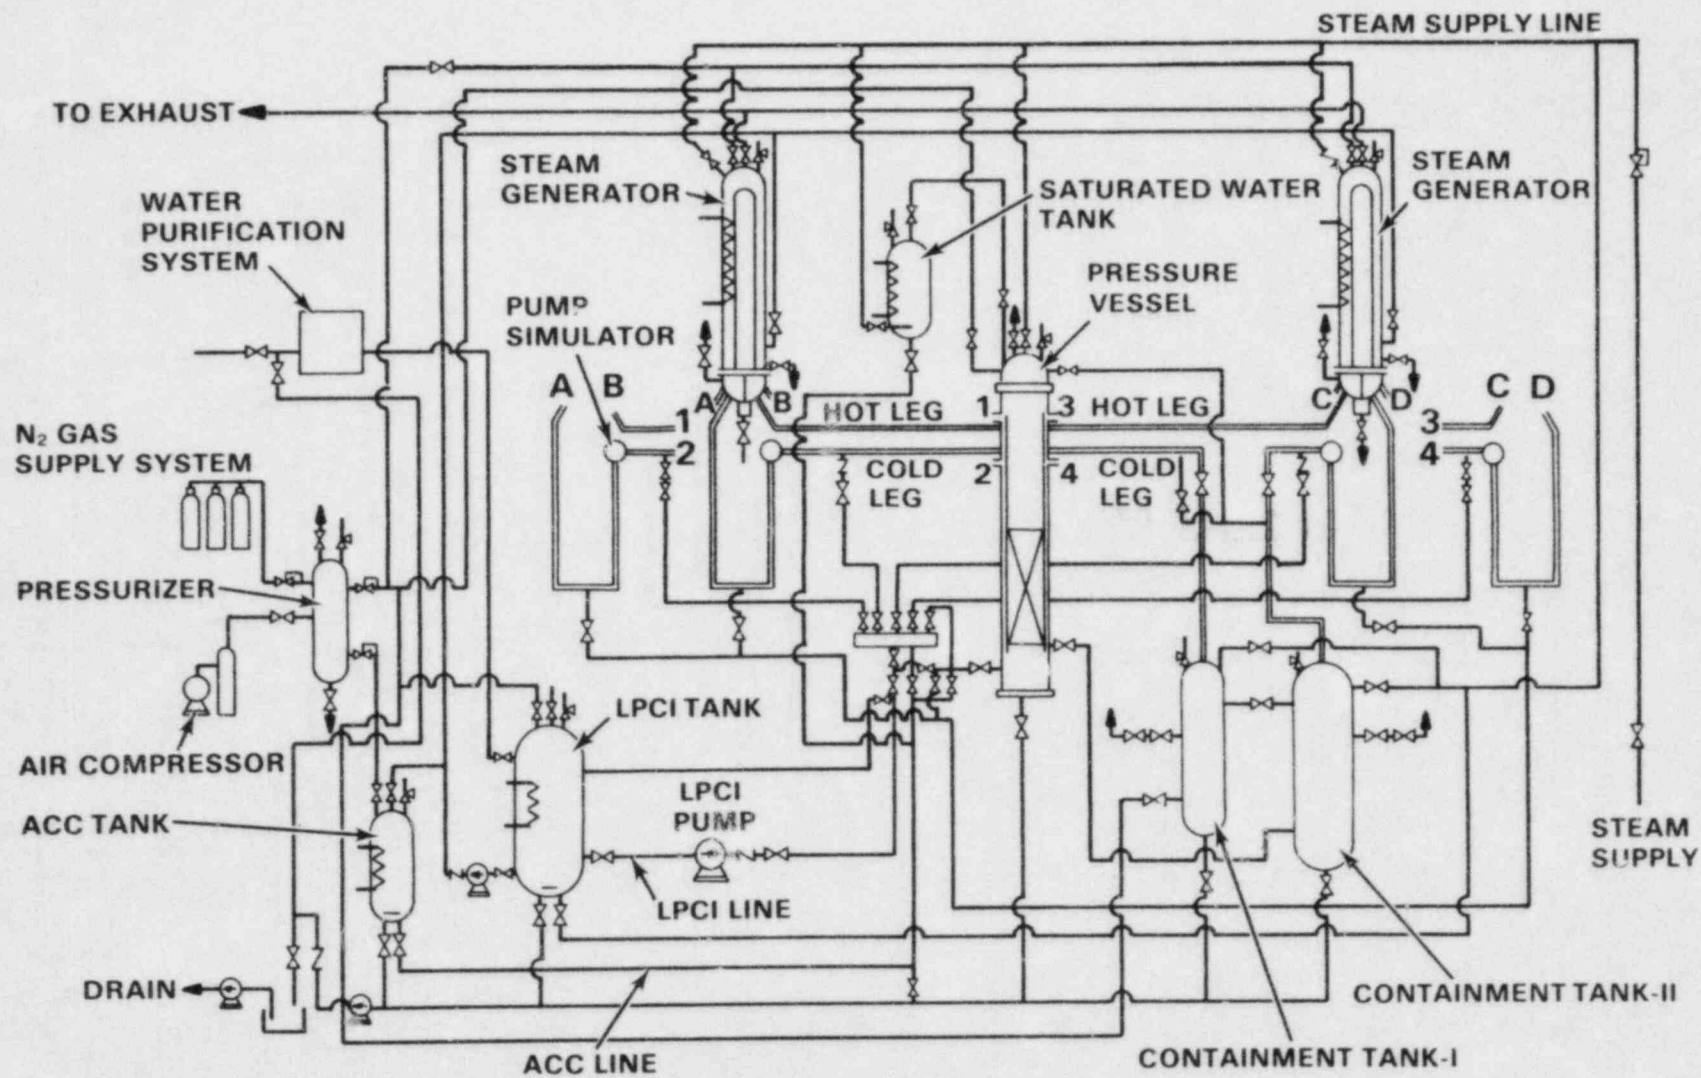 STEAM SUPPLY LINE
TO EXHAUST
STEAM
GENERATOR
STEAM
GENERATOR
SATURATED WATER
TANK
WATER
PURIFICATION
SYSTEM
PRESSURE
VESSEL
PUMP
SIMULATOR
A B
A B
C D
C D
1
2
HOT LEG
1
3
HOT LEG
3
4
COLD
LEG
2
4
COLD
LEG
N₂ GAS
SUPPLY SYSTEM
PRESSURIZER
AIR COMPRESSOR
LPCI TANK
ACC TANK
LPCI
PUMP
LPCI LINE
STEAM
SUPPLY
DRAIN
ACC LINE
CONTAINMENT TANK-II
CONTAINMENT TANK-I